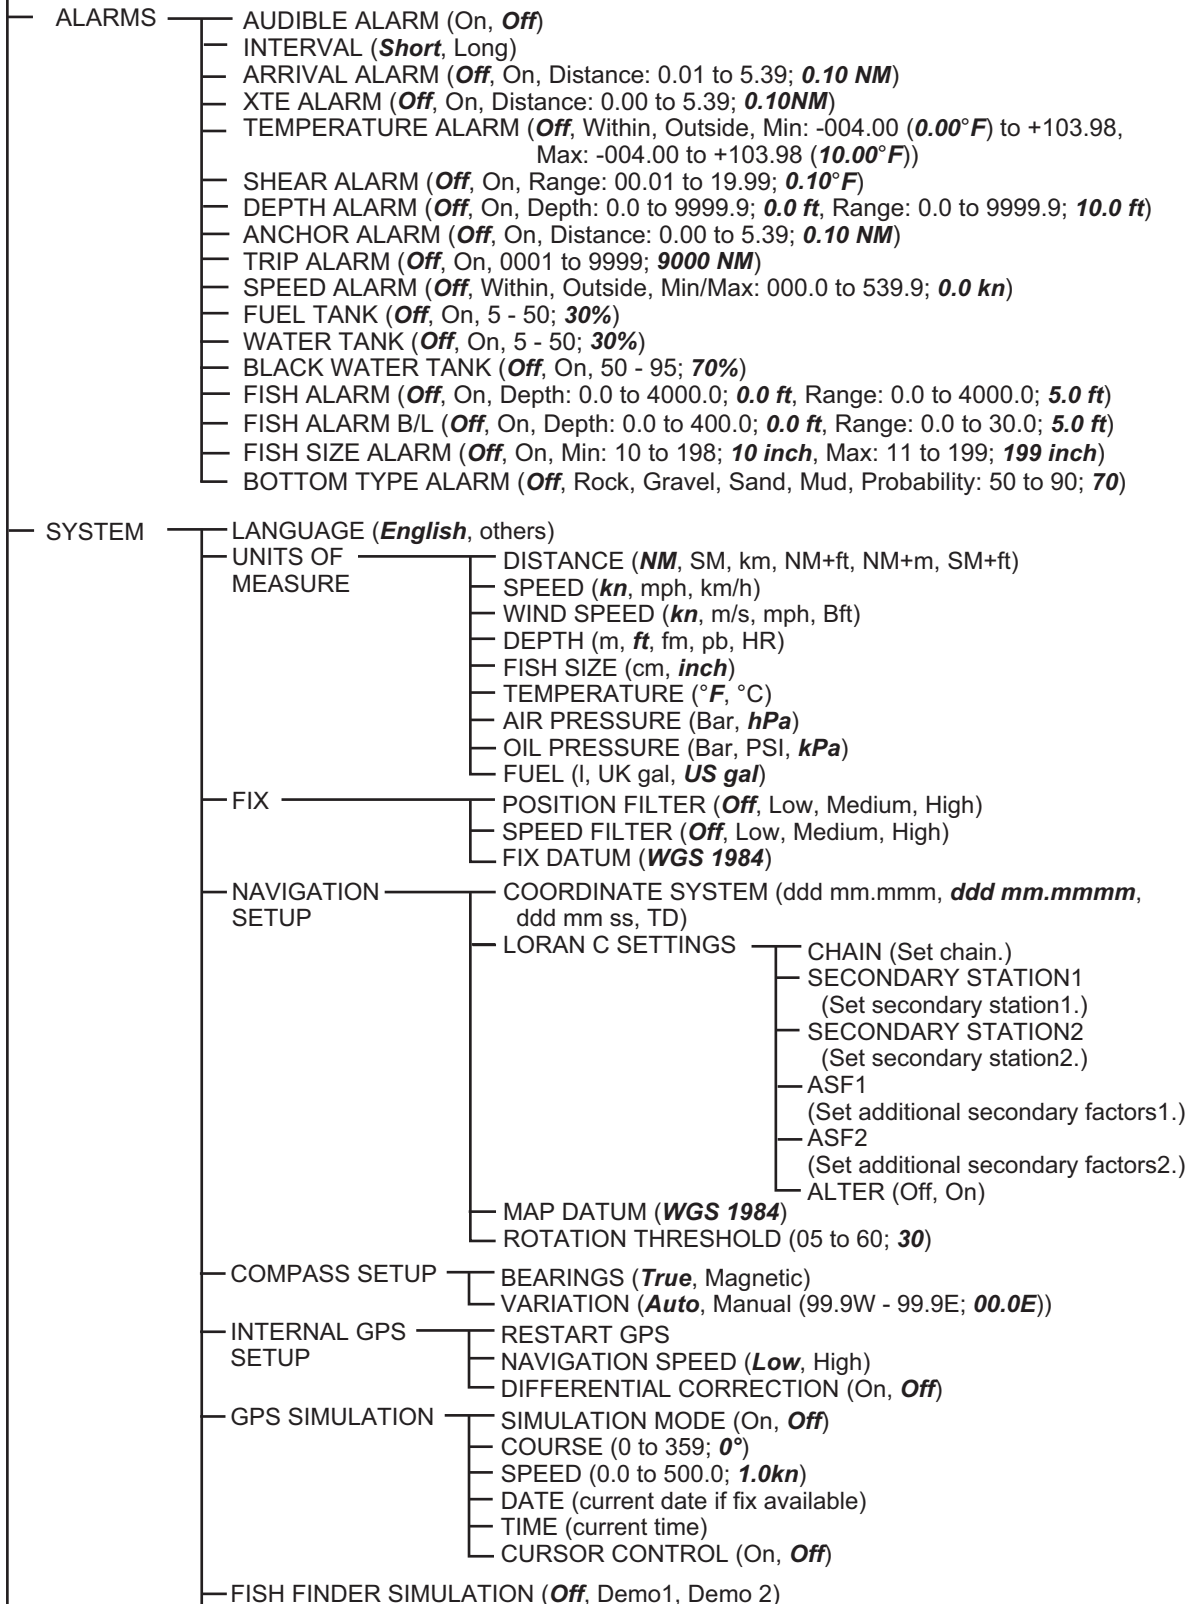 ALARMS
AUDIBLE ALARM (On, Off)
INTERVAL (Short, Long)
ARRIVAL ALARM (Off, On, Distance: 0.01 to 5.39; 0.10 NM)
XTE ALARM (Off, On, Distance: 0.00 to 5.39; 0.10NM)
TEMPERATURE ALARM (Off, Within, Outside, Min: -004.00 (0.00°F) to +103.98,
Max: -004.00 to +103.98 (10.00°F))
SHEAR ALARM (Off, On, Range: 00.01 to 19.99; 0.10°F)
DEPTH ALARM (Off, On, Depth: 0.0 to 9999.9; 0.0 ft, Range: 0.0 to 9999.9; 10.0 ft)
ANCHOR ALARM (Off, On, Distance: 0.00 to 5.39; 0.10 NM)
TRIP ALARM (Off, On, 0001 to 9999; 9000 NM)
SPEED ALARM (Off, Within, Outside, Min/Max: 000.0 to 539.9; 0.0 kn)
FUEL TANK (Off, On, 5 - 50; 30%)
WATER TANK (Off, On, 5 - 50; 30%)
BLACK WATER TANK (Off, On, 50 - 95; 70%)
FISH ALARM (Off, On, Depth: 0.0 to 4000.0; 0.0 ft, Range: 0.0 to 4000.0; 5.0 ft)
FISH ALARM B/L (Off, On, Depth: 0.0 to 400.0; 0.0 ft, Range: 0.0 to 30.0; 5.0 ft)
FISH SIZE ALARM (Off, On, Min: 10 to 198; 10 inch, Max: 11 to 199; 199 inch)
BOTTOM TYPE ALARM (Off, Rock, Gravel, Sand, Mud, Probability: 50 to 90; 70)
SYSTEM
LANGUAGE (English, others)
UNITS OF
MEASURE
DISTANCE (NM, SM, km, NM+ft, NM+m, SM+ft)
SPEED (kn, mph, km/h)
WIND SPEED (kn, m/s, mph, Bft)
DEPTH (m, ft, fm, pb, HR)
FISH SIZE (cm, inch)
TEMPERATURE (°F, °C)
AIR PRESSURE (Bar, hPa)
OIL PRESSURE (Bar, PSI, kPa)
FUEL (l, UK gal, US gal)
FIX
POSITION FILTER (Off, Low, Medium, High)
SPEED FILTER (Off, Low, Medium, High)
FIX DATUM (WGS 1984)
NAVIGATION
SETUP
COORDINATE SYSTEM (ddd mm.mmm, ddd mm.mmmm,
ddd mm ss, TD)
LORAN C SETTINGS
CHAIN (Set chain.)
SECONDARY STATION1
(Set secondary station1.)
SECONDARY STATION2
(Set secondary station2.)
ASF1
(Set additional secondary factors1.)
ASF2
(Set additional secondary factors2.)
ALTER (Off, On)
MAP DATUM (WGS 1984)
ROTATION THRESHOLD (05 to 60; 30)
COMPASS SETUP
BEARINGS (True, Magnetic)
VARIATION (Auto, Manual (99.9W - 99.9E; 00.0E))
INTERNAL GPS
SETUP
RESTART GPS
NAVIGATION SPEED (Low, High)
DIFFERENTIAL CORRECTION (On, Off)
GPS SIMULATION
SIMULATION MODE (On, Off)
COURSE (0 to 359; 0°)
SPEED (0.0 to 500.0; 1.0kn)
DATE (current date if fix available)
TIME (current time)
CURSOR CONTROL (On, Off)
FISH FINDER SIMULATION (Off, Demo1, Demo 2)